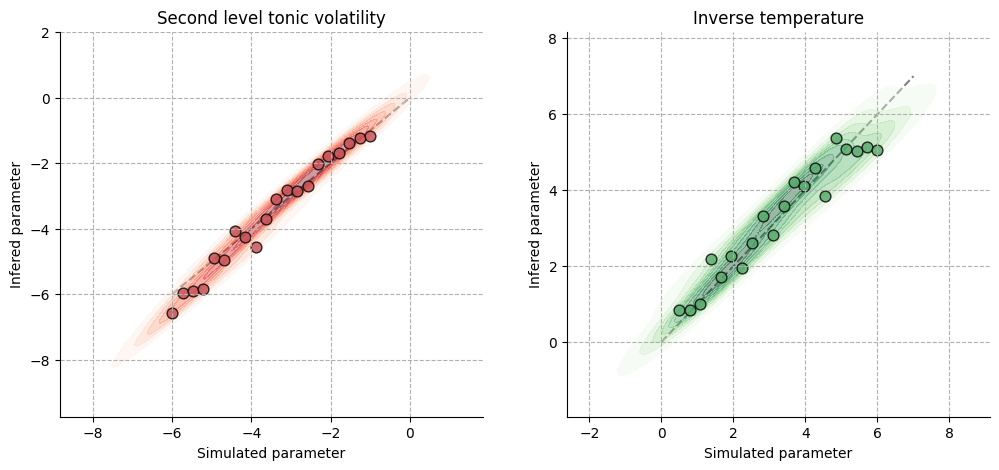 Second level tonic volatility
2
0
−2
−4
−6
−8
Infered parameter
−8 −6 −4 −2 0
Simulated parameter
Inverse temperature
8
6
4
2
0
Infered parameter
−2 0 2 4 6 8
Simulated parameter